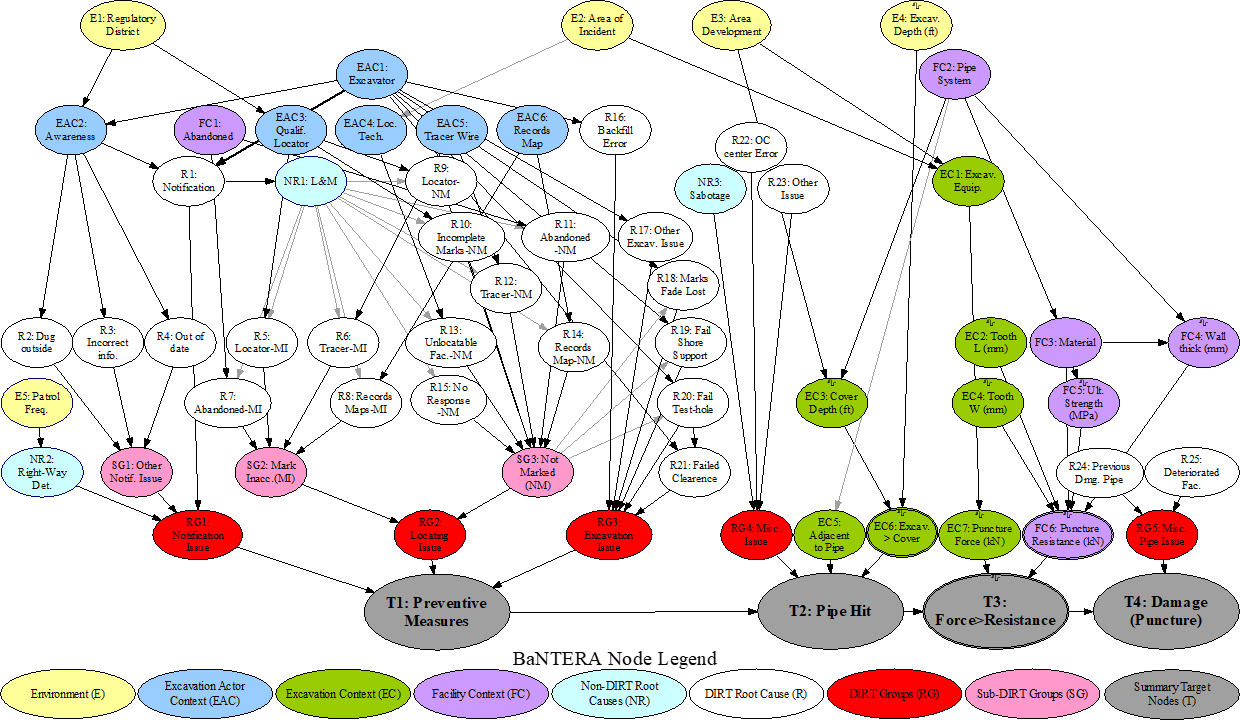 E1: Regulatory
District
E2: Area of
Incident
E3: Area
Development
E4: Excav.
Depth (ft)
EAC1:
Excavator
FC2: Pipe
System
EAC2:
Awareness
FC1:
Abandoned
EAC3:
Qualif.
Locator
EAC4: Loc.
Tech.
EAC5:
Tracer Wire
EAC6:
Records
Map
R16:
Backfill
Error
R22: OC
center Error
R1:
Notification
NR1: L&M
R9:
Locator-
NM
NR3:
Sabotage
R23: Other
Issue
EC1: Excav.
Equip.
R10:
Incomplete
Marks-NM
R11:
Abandoned
-NM
R17: Other
Excav. Issue
R12:
Tracer-NM
R18: Marks
Fade Lost
R2: Dug
outside
R3:
Incorrect
info.
R4: Out of
date
R5:
Locator-MI
R6:
Tracer-MI
R13:
Unlocatable
Fac.-NM
R14:
Records
Map-NM
R19: Fail
Shore
Support
EC2: Tooth
L (mm)
FC3: Material
FC4: Wall
thick (mm)
E5: Patrol
Freq.
R7:
Abandoned-MI
R8: Records
Maps-MI
R15: No
Response
-NM
R20: Fail
Test-hole
EC3: Cover
Depth (ft)
EC4: Tooth
W (mm)
FC5: Ult.
Strength
(MPa)
NR2:
Right-Way
Det.
SG1: Other
Notif. Issue
SG2: Mark
Inacc.(MI)
SG3: Not
Marked
(NM)
R21: Failed
Clearence
R24: Previous
Dmg. Pipe
R25:
Deteriorated
Fac.
RG1:
Notification
Issue
RG2:
Locating
Issue
RG3:
Excavation
Issue
RG4: Misc.
Issue
EC5:
Adjacent
to Pipe
EC6: Excav.
> Cover
EC7: Puncture
Force (kN)
FC6: Puncture
Resistance (kN)
RG5: Misc.
Pipe Issue
T1: Preventive
Measures
T2: Pipe Hit
T3:
Force>Resistance
T4: Damage
(Puncture)
BaNTERA Node Legend
Environment (E)
Excavation Actor
Context (EAC)
Excavation Context (EC)
Facility Context (FC)
Non-DIRT Root
Causes (NR)
DIRT Root Cause (R)
DIRT Groups (RG)
Sub-DIRT Groups (SG)
Summary Target
Nodes (T)